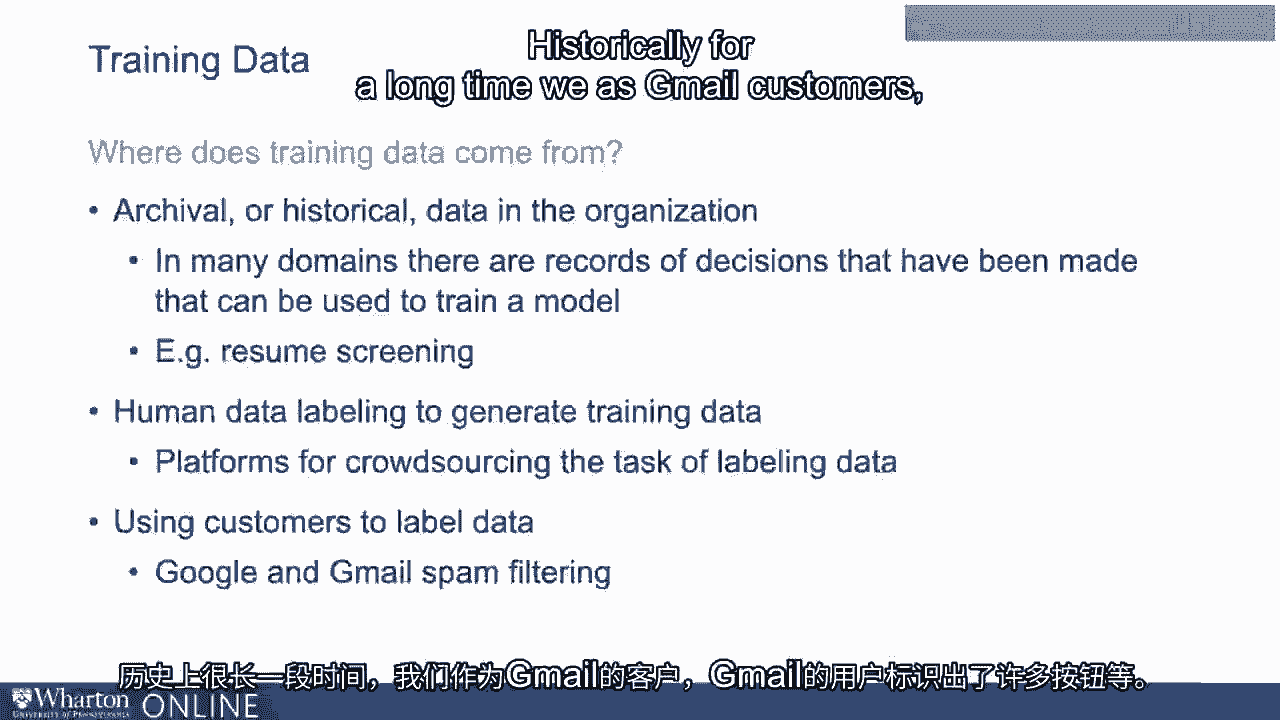 Training Data
Historically for
a long time we as Gmail customers,
Where does training data come from?
• Archival, or historical, data in the organization
• In many domains there are records of decisions that have been made
that can be used to train a model
• E.g. resume screening
• Human data labeling to generate training data
• Platforms for crowdsourcing the task of labeling data
• Using customers to label data
• Google and Gmail spam filtering
历史上很长一段时间，我们作为Gmail的客户，Gmail的用户标识出了许多按钮等。
Wharton ONLINE
UNIVERSITY OF PENNSYLVANIA